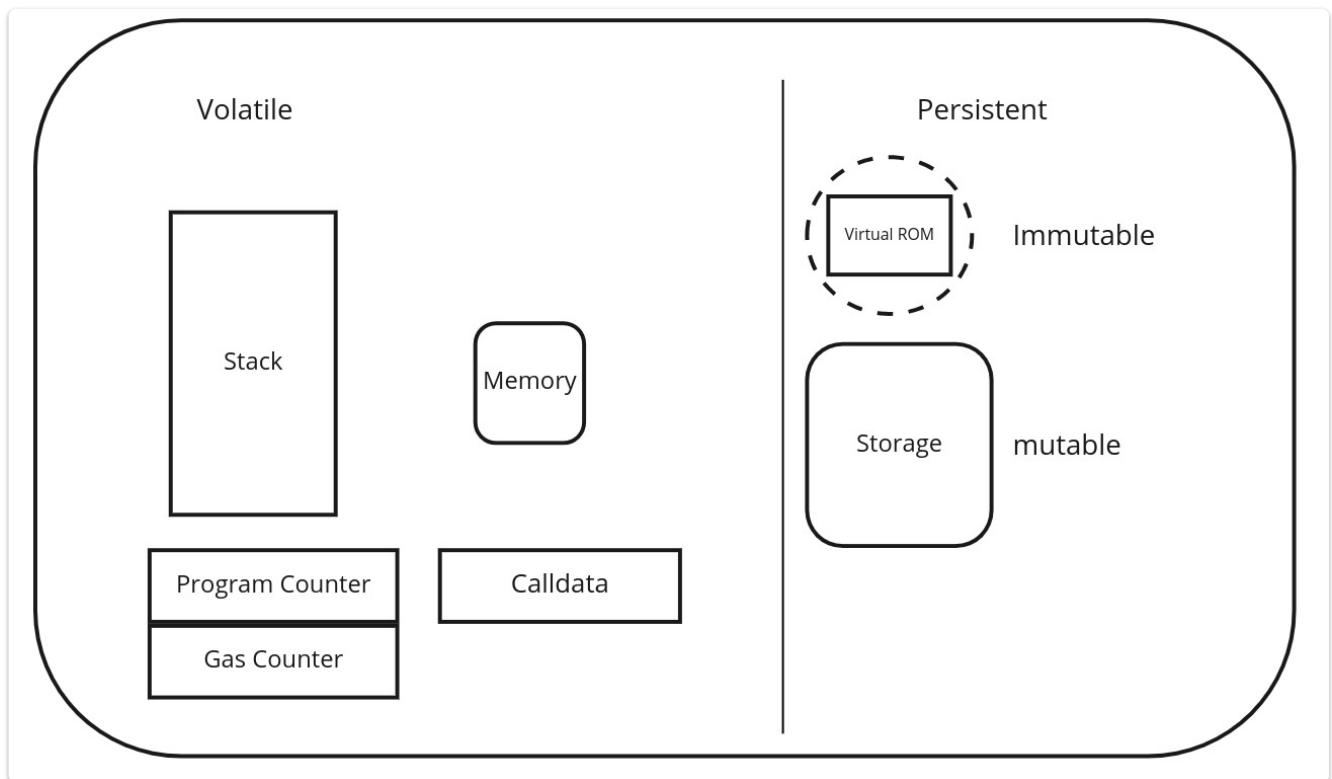 Volatile
Persistent
Virtual ROM
Immutable
Stack
Memory
Storage
mutable
Program Counter
Calldata
Gas Counter